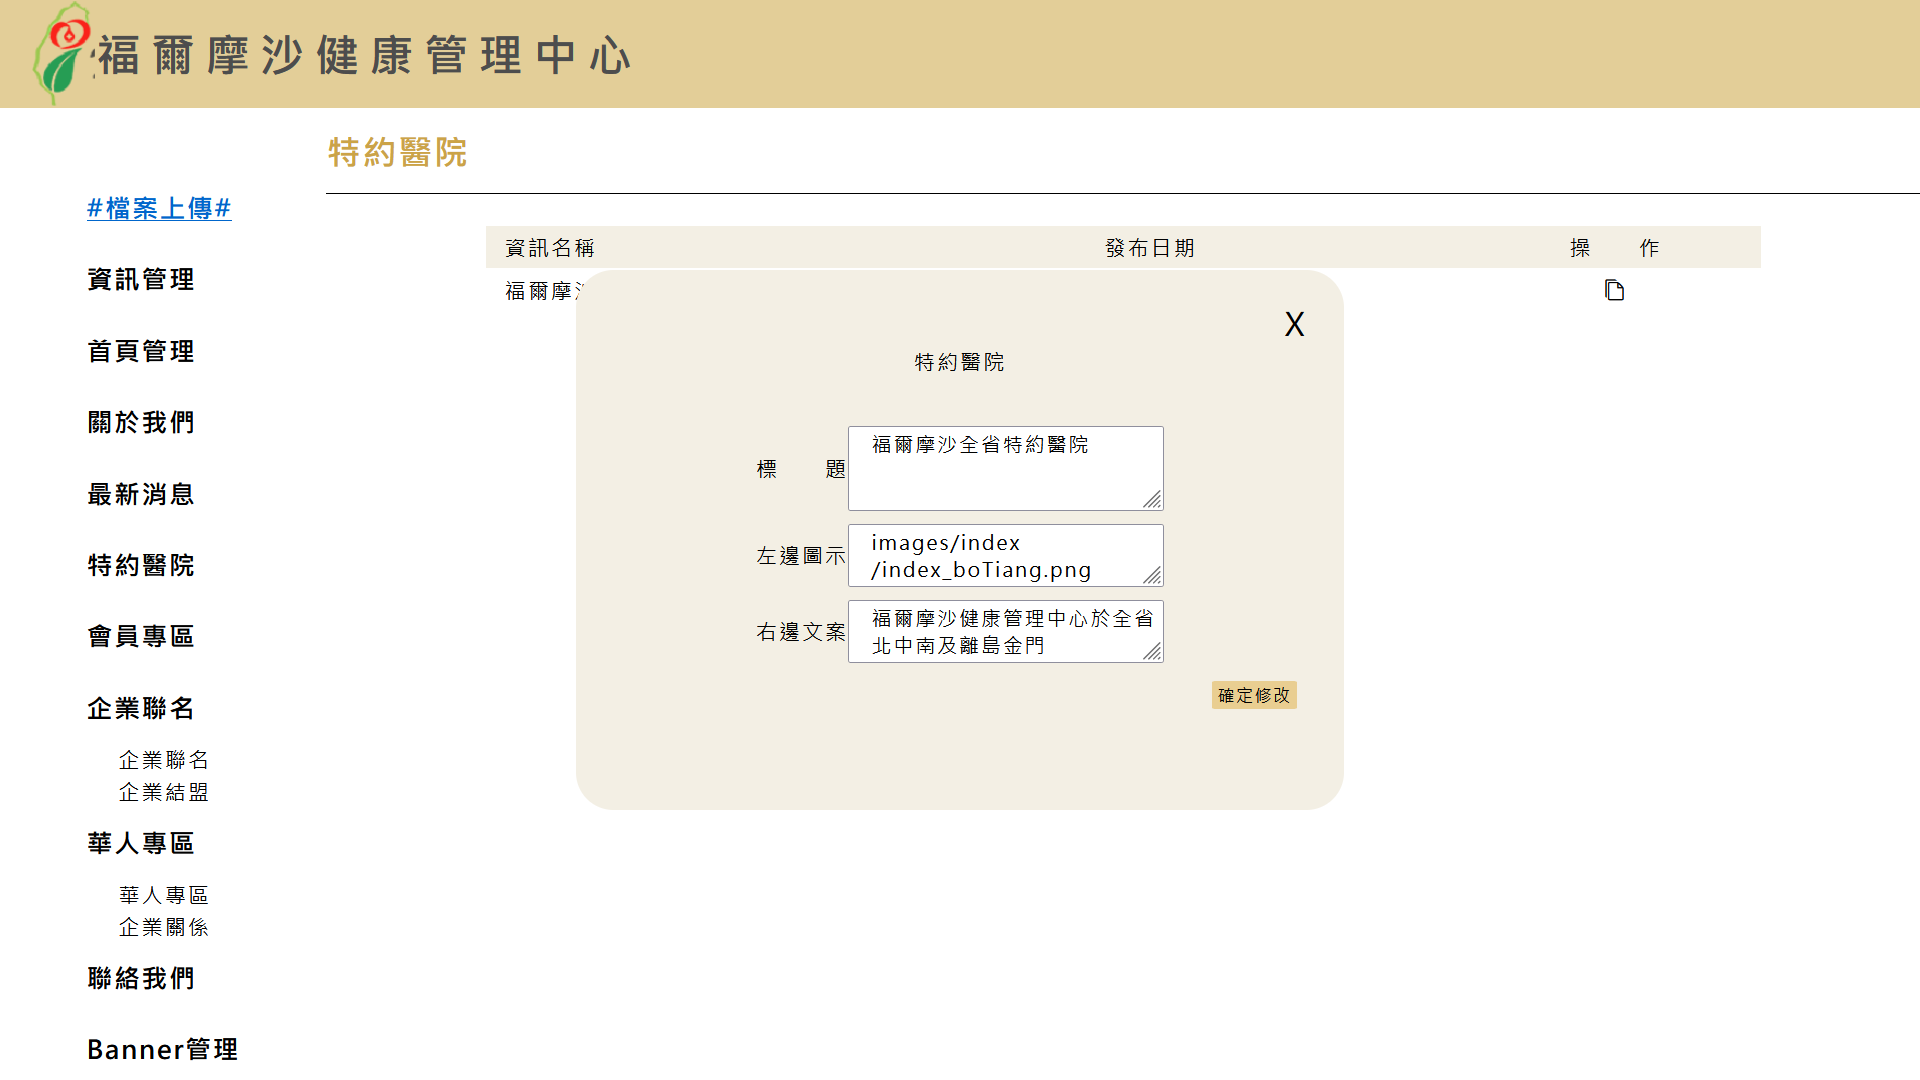 福爾摩沙健康管理中心
特約醫院
#檔案上傳#
資訊管理
首頁管理
關於我們
最新消息
特約醫院
會員專區
企業聯名
企業聯名
企業結盟
華人專區
華人專區
企業關係
聯絡我們
Banner管理
資訊名稱 發布日期 操 作
福爾摩
X
特約醫院
標 題
福爾摩沙全省特約醫院
左邊圖示
images/index
/index_boTiang.png
右邊文案
福爾摩沙健康管理中心於全省
北中南及離島金門
確定修改